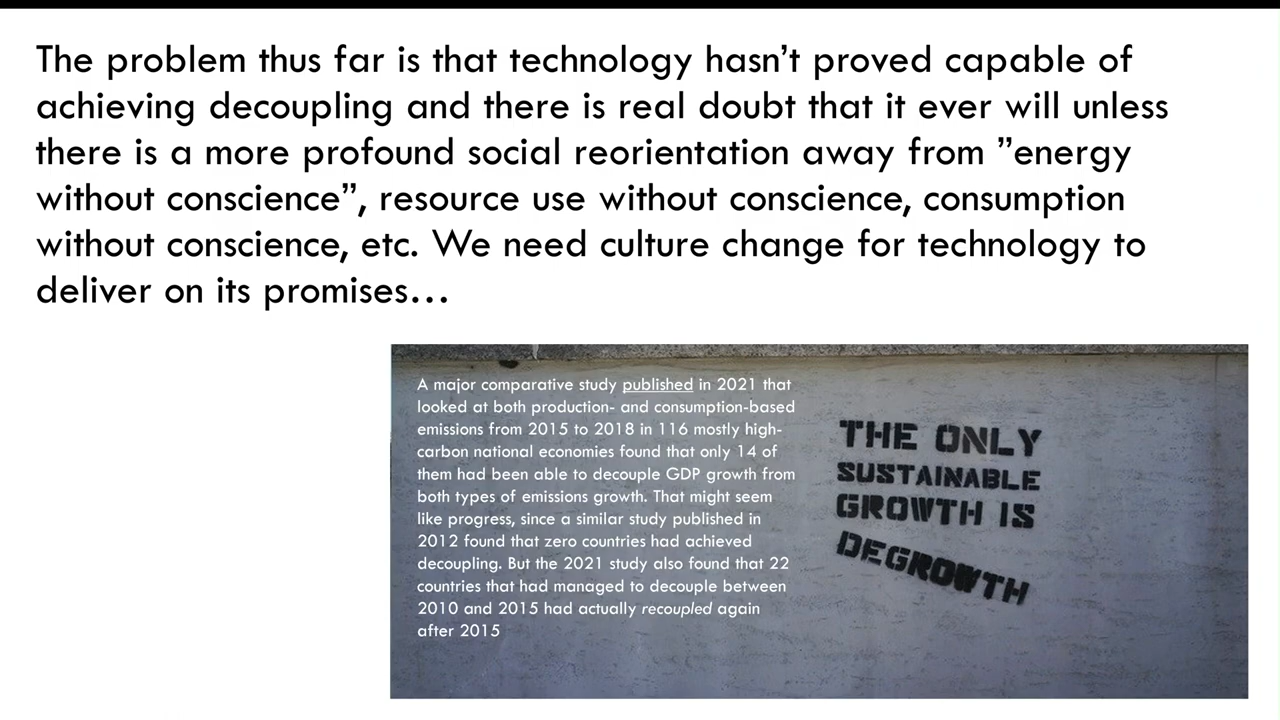 The problem thus far is that technology hasn’t proved capable of
achieving decoupling and there is real doubt that it ever will unless
there is a more profound social reorientation away from ”energy
without conscience”, resource use without conscience, consumption
without conscience, etc. We need culture change for technology to
deliver on its promises…
A major comparative study published in 2021 that
looked at both production- and consumption-based
emissions from 2015 to 2018 in 116 mostly high-
carbon national economies found that only 14 of
them had been able to decouple GDP growth from
both types of emissions growth. That might seem
like progress, since a similar study published in
2012 found that zero countries had achieved
decoupling. But the 2021 study also found that 22
countries that had managed to decouple between
2010 and 2015 had actually recoupled again
after 2015
THE ONLY
SUSTAINABLE
GROWTH IS
DEGROWTH